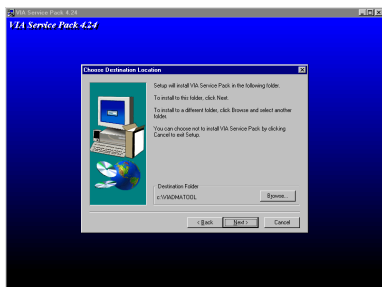 VIA Service Pack 4.24
VIA Service Pack 4.24
Choose Destination Location
Setup will install VIA Service Pack in the following folder.
To install to this folder, click Next.
To install to a different folder, click Browse and select another
folder.
You can choose not to install VIA Service Pack by clicking
Cancel to exit Setup.
Destination Folder
c:\VIADMATOOL
Browse...
< Back
Next >
Cancel